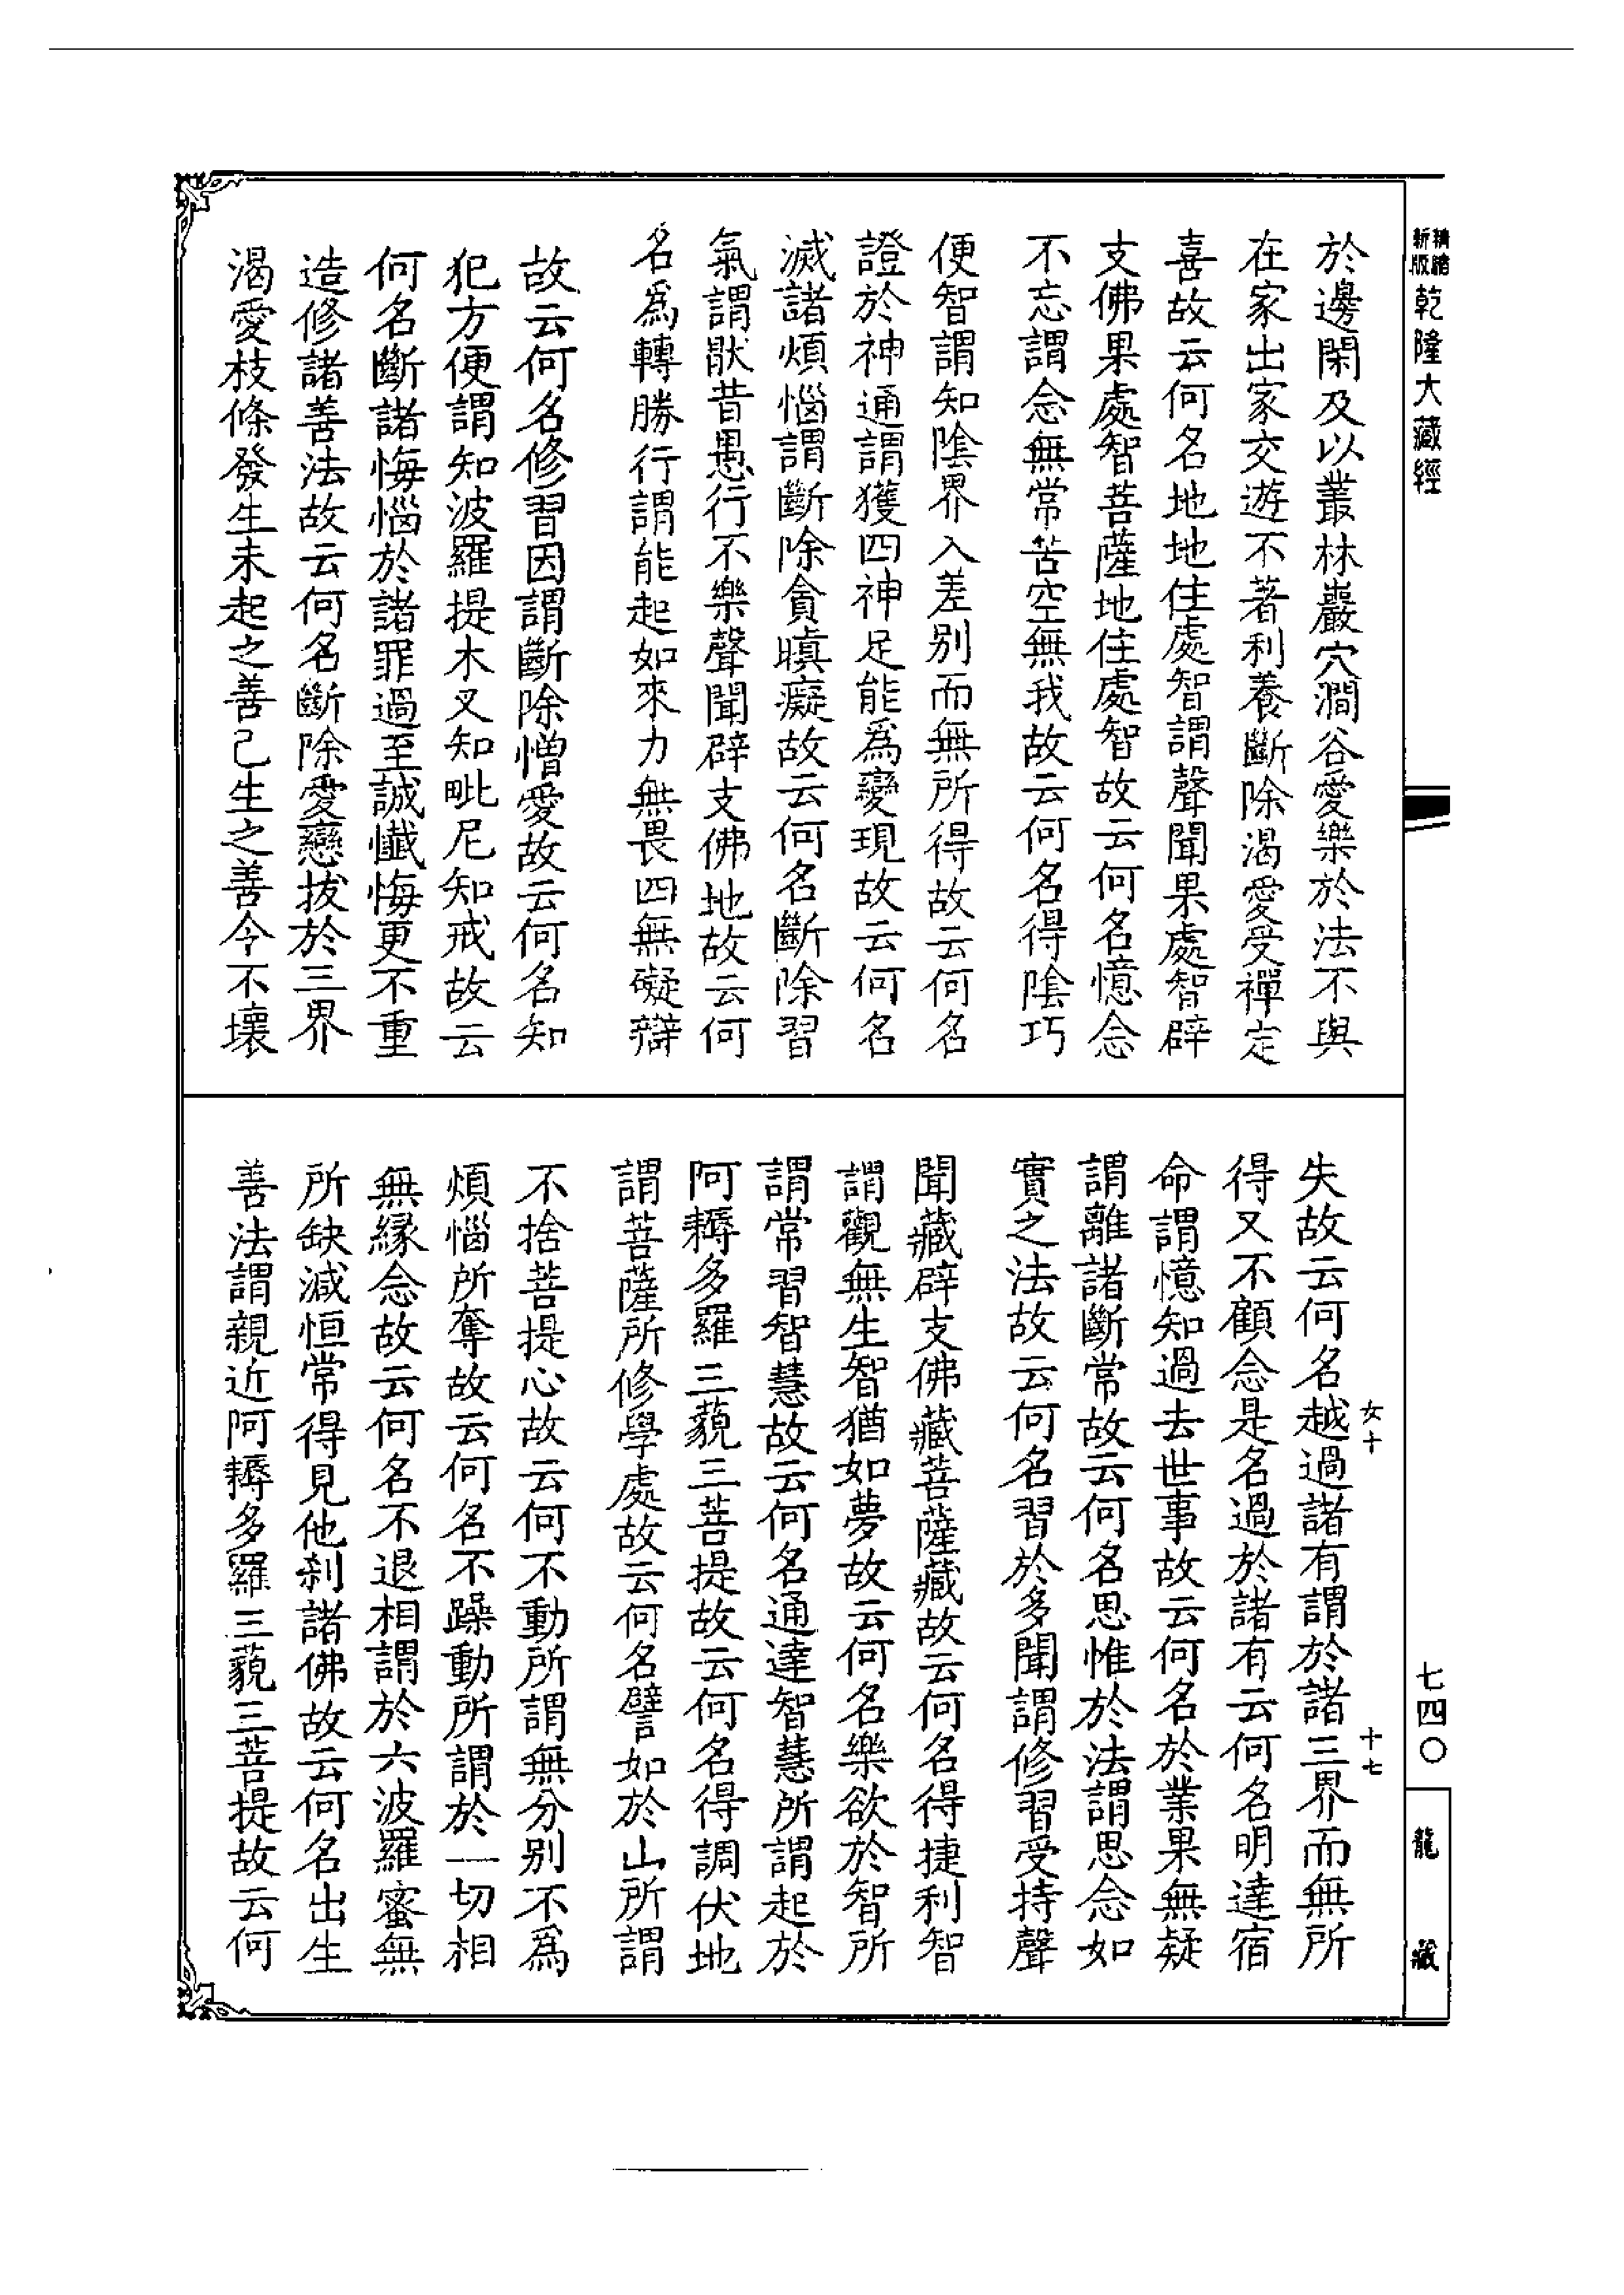 精縮
新版
乾隆大藏經
於邊閑及以叢林巖穴澗谷愛樂於法不與
在家出家交遊不著利養斷除渴愛受禪定
喜故云何名地地住處智謂聲聞果處智辟
支佛果處智菩薩地住處智故云何名憶念
不忘謂念無常苦空無我故云何名得陰巧
便智謂知陰界入差別而無所得故云何名
證於神通謂獲四神足能爲變現故云何名
滅諸煩惱謂斷除貪瞋癡故云何名斷除習
氣謂猒昔愚行不樂聲聞辟支佛地故云何
名爲轉勝行謂能起如來力無畏四無礙辯
故云何名修習因謂斷除憎愛故云何名知
犯方便謂知波羅提木叉知毗尼知戒故云
何名斷諸悔惱於諸罪過至誠懺悔更不重
造修諸善法故云何名斷除愛戀拔於三界
渴愛枝條發生未起之善己生之善今不壞
失故云何名越過諸有謂於諸三界而無所
得又不顧念是名過於諸有云何名明達宿
命謂憶知過去世事故云何名於業果無疑
謂離諸斷常故云何名思惟於法謂思念如
實之法故云何名習於多聞謂修習受持聲
聞藏辟支佛藏菩薩藏故云何名得捷利智
謂觀無生智猶如夢故云何名樂欲於智所
謂常習智慧故云何名通達智慧所謂起於
阿耨多羅三藐三菩提故云何名得調伏地
謂菩薩所修學處故云何名譬如於山所謂
不捨菩提心故云何不動所謂無分別不為
煩惱所奪故云何名不躁動所謂於一切相
無緣念故云何名不退相謂於六波羅蜜無
所缺減恒常得見他刹諸佛故云何名出生
善法謂親近阿耨多羅三藐三菩提故云何
女十
十七
七四〇
龍藏